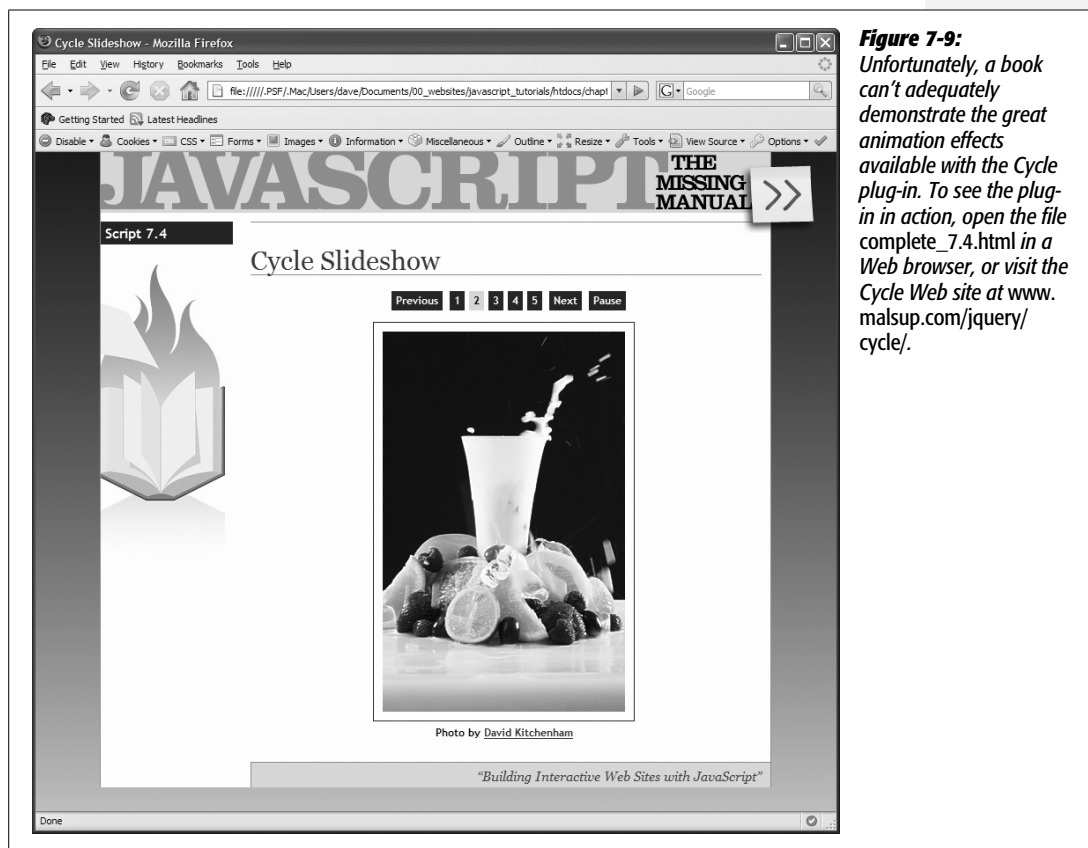 Cycle Slideshow - Mozilla Firefox
File Edit View History Bookmarks Tools Help
file://///.PSF/.Mac/Users/dave/Documents/00_websites/javascript_tutorials/htdocs/chapt
G Google
Getting Started Latest Headlines
Disable Cookies CSS Forms Images Information Miscellaneous Outline Resize Tools View Source Options
JAVASCRIPT
THE
MISSING
MANUAL
Script 7.4
Cycle Slideshow
Previous 1 2 3 4 5 Next Pause
Photo by David Kitchenham
“Building Interactive Web Sites with JavaScript”
Done
Figure 7-9:
Unfortunately, a book
can’t adequately
demonstrate the great
animation effects
available with the Cycle
plug-in. To see the plug-
in in action, open the file
complete_7.4.html in a
Web browser, or visit the
Cycle Web site at www.
malsup.com/jquery/
cycle/.